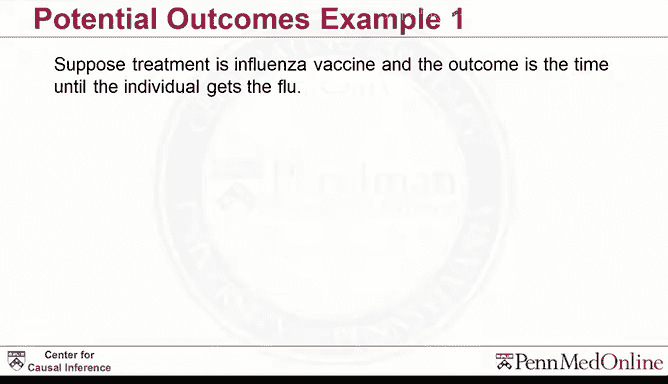 Potential Outcomes Example 1
Suppose treatment is influenza vaccine and the outcome is the time
until the individual gets the flu.
Center for
Causal Inference
PennMedOnline